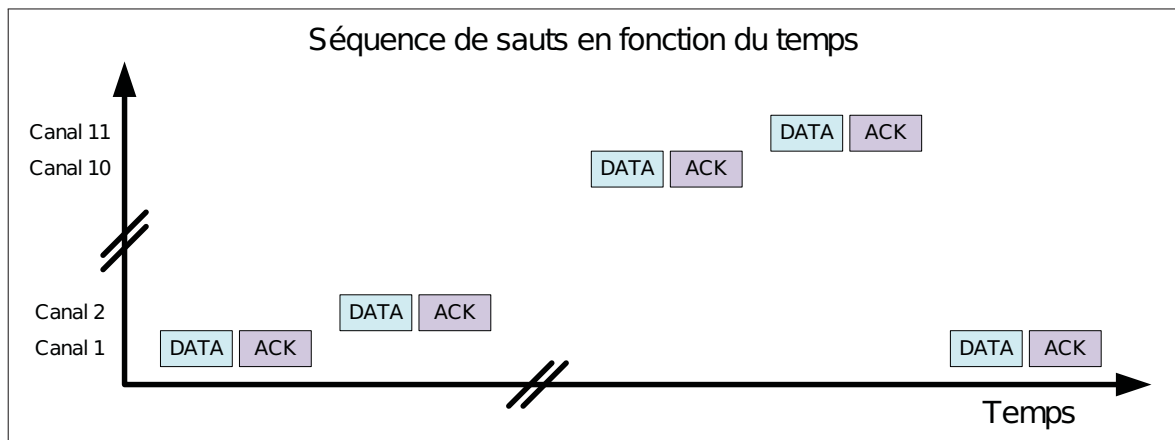 Séquence de sauts en fonction du temps
Canal 11
DATA ACK
Canal 10
DATA ACK
Canal 2
DATA ACK
Canal 1
DATA ACK
DATA ACK
Temps